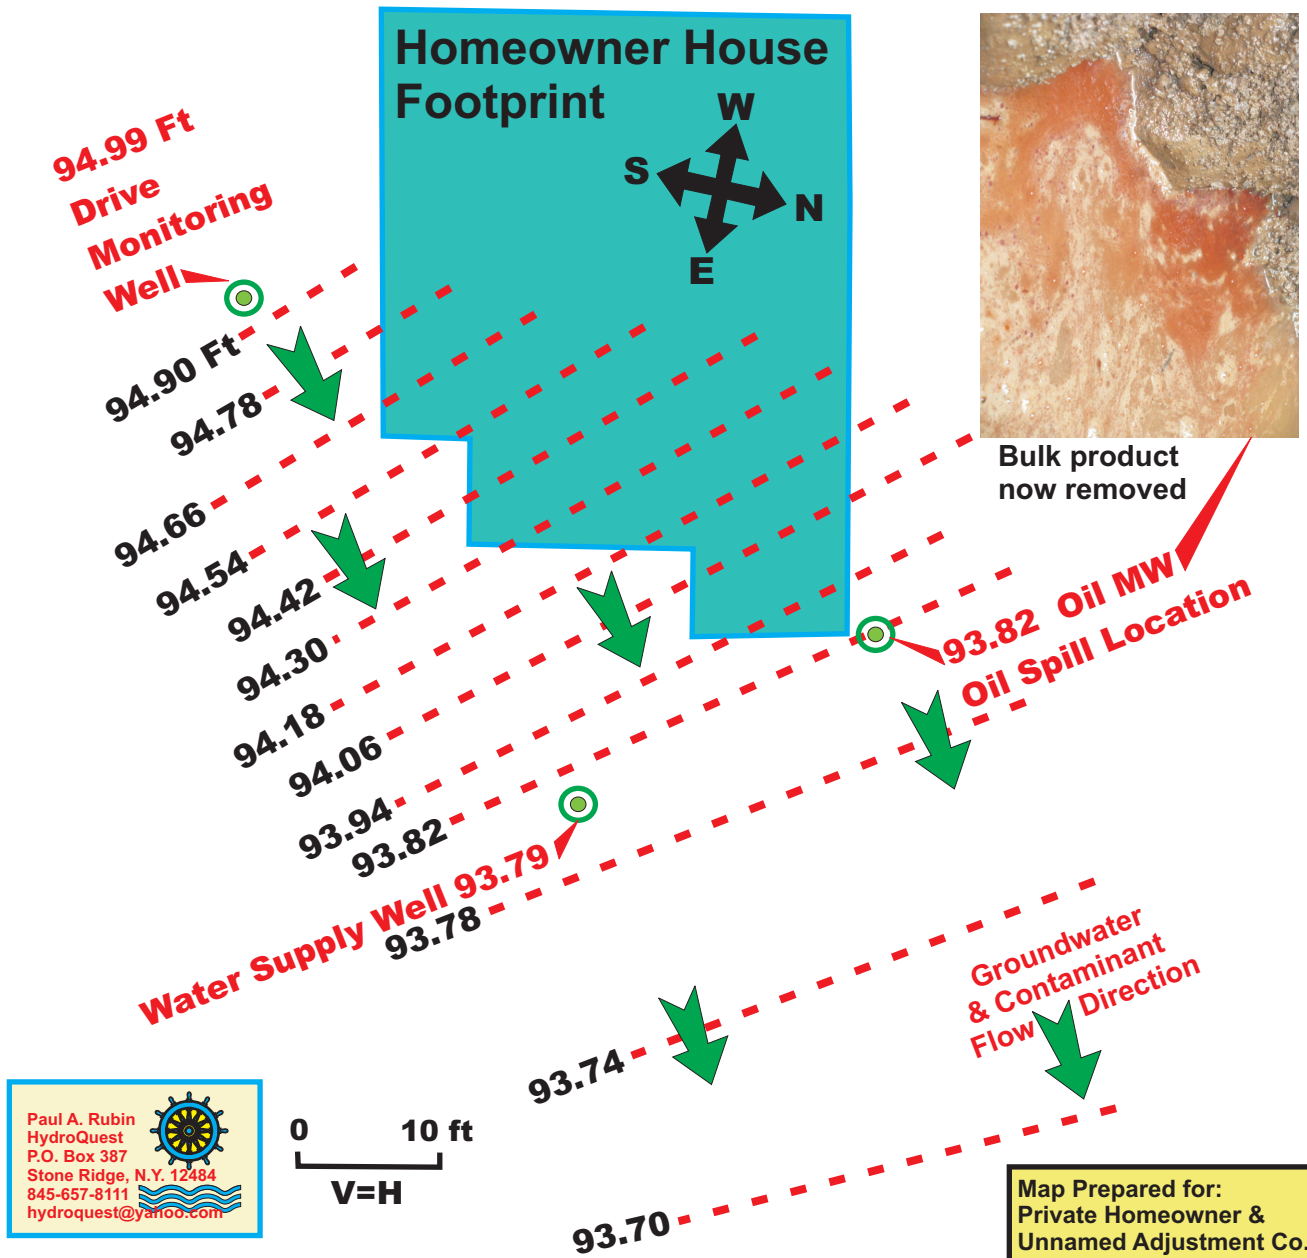 Homeowner House
Footprint
W
S
N
E
94.99 Ft
Drive
Monitoring
Well
94.90 Ft
94.78
94.66
94.54
94.42
94.30
94.18
94.06
93.94
93.82
Water Supply Well 93.79
93.78
93.74
93.70
Bulk product
now removed
93.82 Oil MW
Oil Spill Location
Groundwater
& Contaminant
Flow Direction
Paul A. Rubin
HydroQuest
P.O. Box 387
Stone Ridge, N.Y. 12484
845-657-8111
hydroquest@yahoo.com
0 10 ft
V=H
Map Prepared for:
Private Homeowner &
Unnamed Adjustment Co.